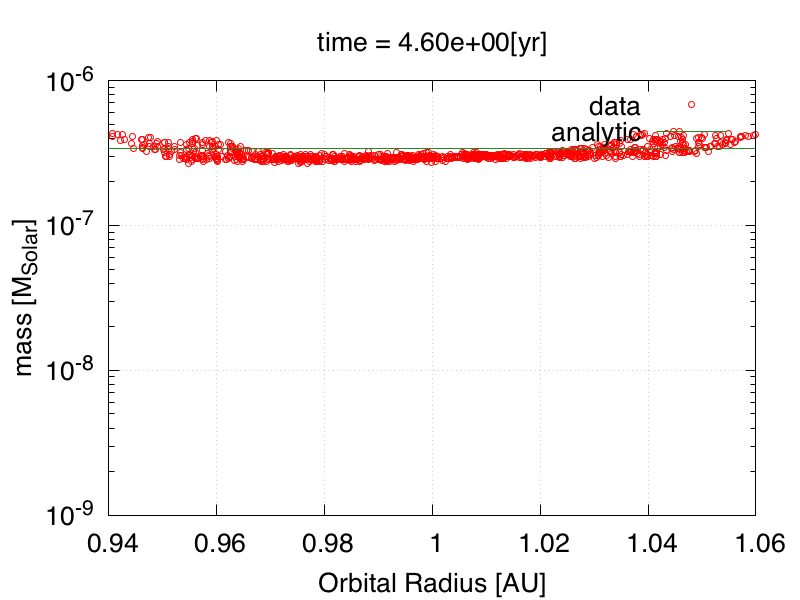 time = 4.60e+00[yr]
data
analytic
10^-6
10^-7
10^-8
10^-9
mass [M_Solar]
0.94 0.96 0.98 1 1.02 1.04 1.06
Orbital Radius [AU]